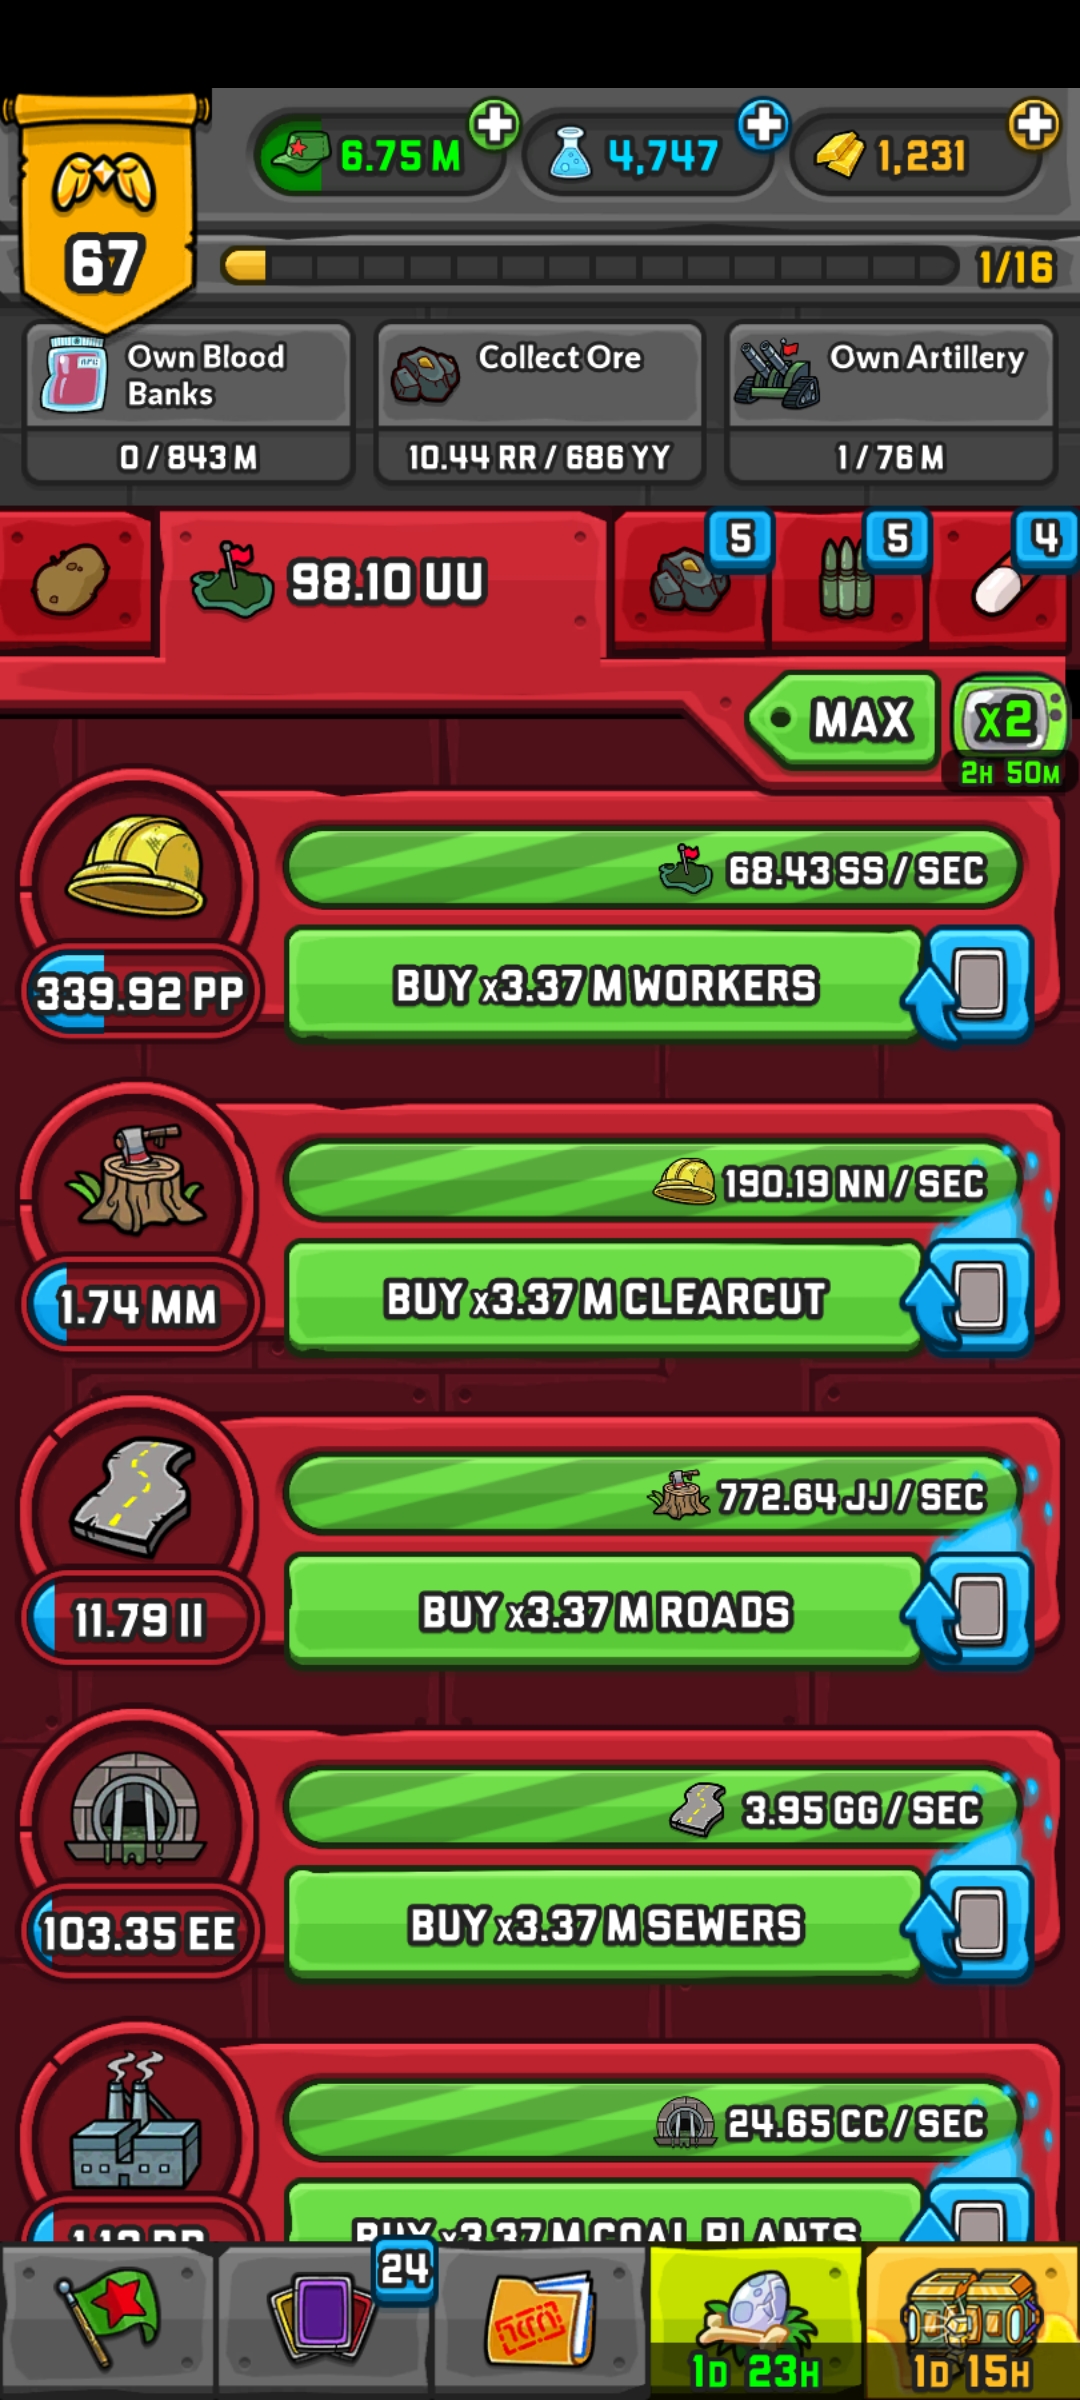 67
6.75 M
4,747
1,231
1/16
Own Blood
Banks
0 / 843 M
Collect Ore
10.44 RR / 686 YY
Own Artillery
1 / 76 M
98.10 UU
5
5
4
MAX
x2
2H 50M
68.43 SS / SEC
339.92 PP
BUY x3.37 M WORKERS
190.19 NN / SEC
1.74 MM
BUY x3.37 M CLEARCUT
772.64 JJ / SEC
11.79 II
BUY x3.37 M ROADS
3.95 GG / SEC
103.35 EE
BUY x3.37 M SEWERS
24.65 CC / SEC
BUY x3.37 M COAL PLANTS
24
1D 23H
1D 15H